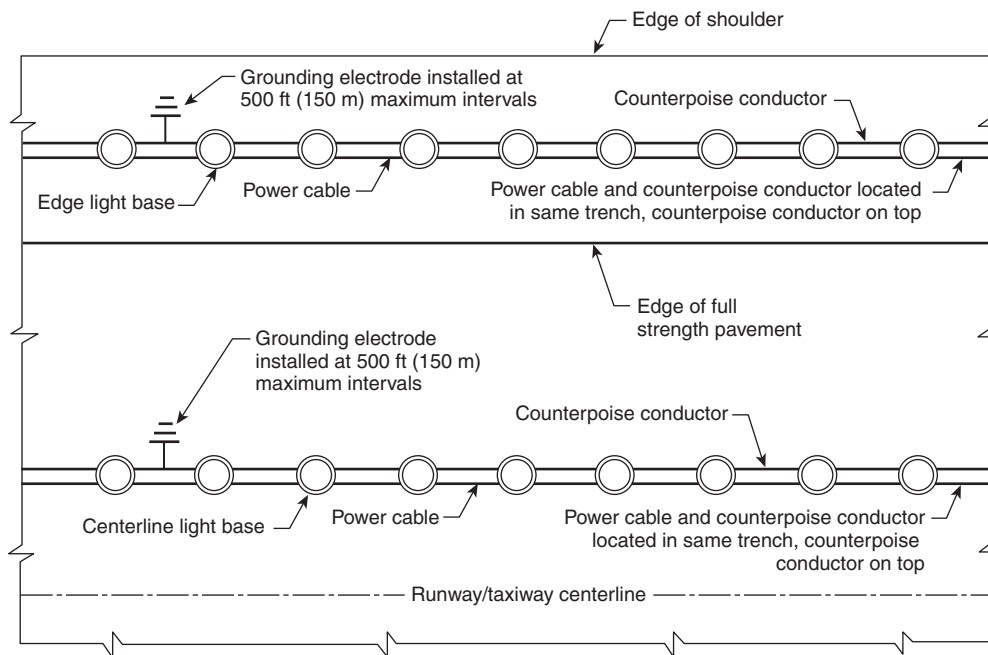 Edge of shoulder
Grounding electrode installed at
500 ft (150 m) maximum intervals
Counterpoise conductor
Edge light base
Power cable
Power cable and counterpoise conductor located
in same trench, counterpoise conductor on top
Edge of full
strength pavement
Grounding electrode
installed at 500 ft (150 m)
maximum intervals
Counterpoise conductor
Centerline light base
Power cable
Power cable and counterpoise conductor
located in same trench, counterpoise
conductor on top
Runway/taxiway centerline